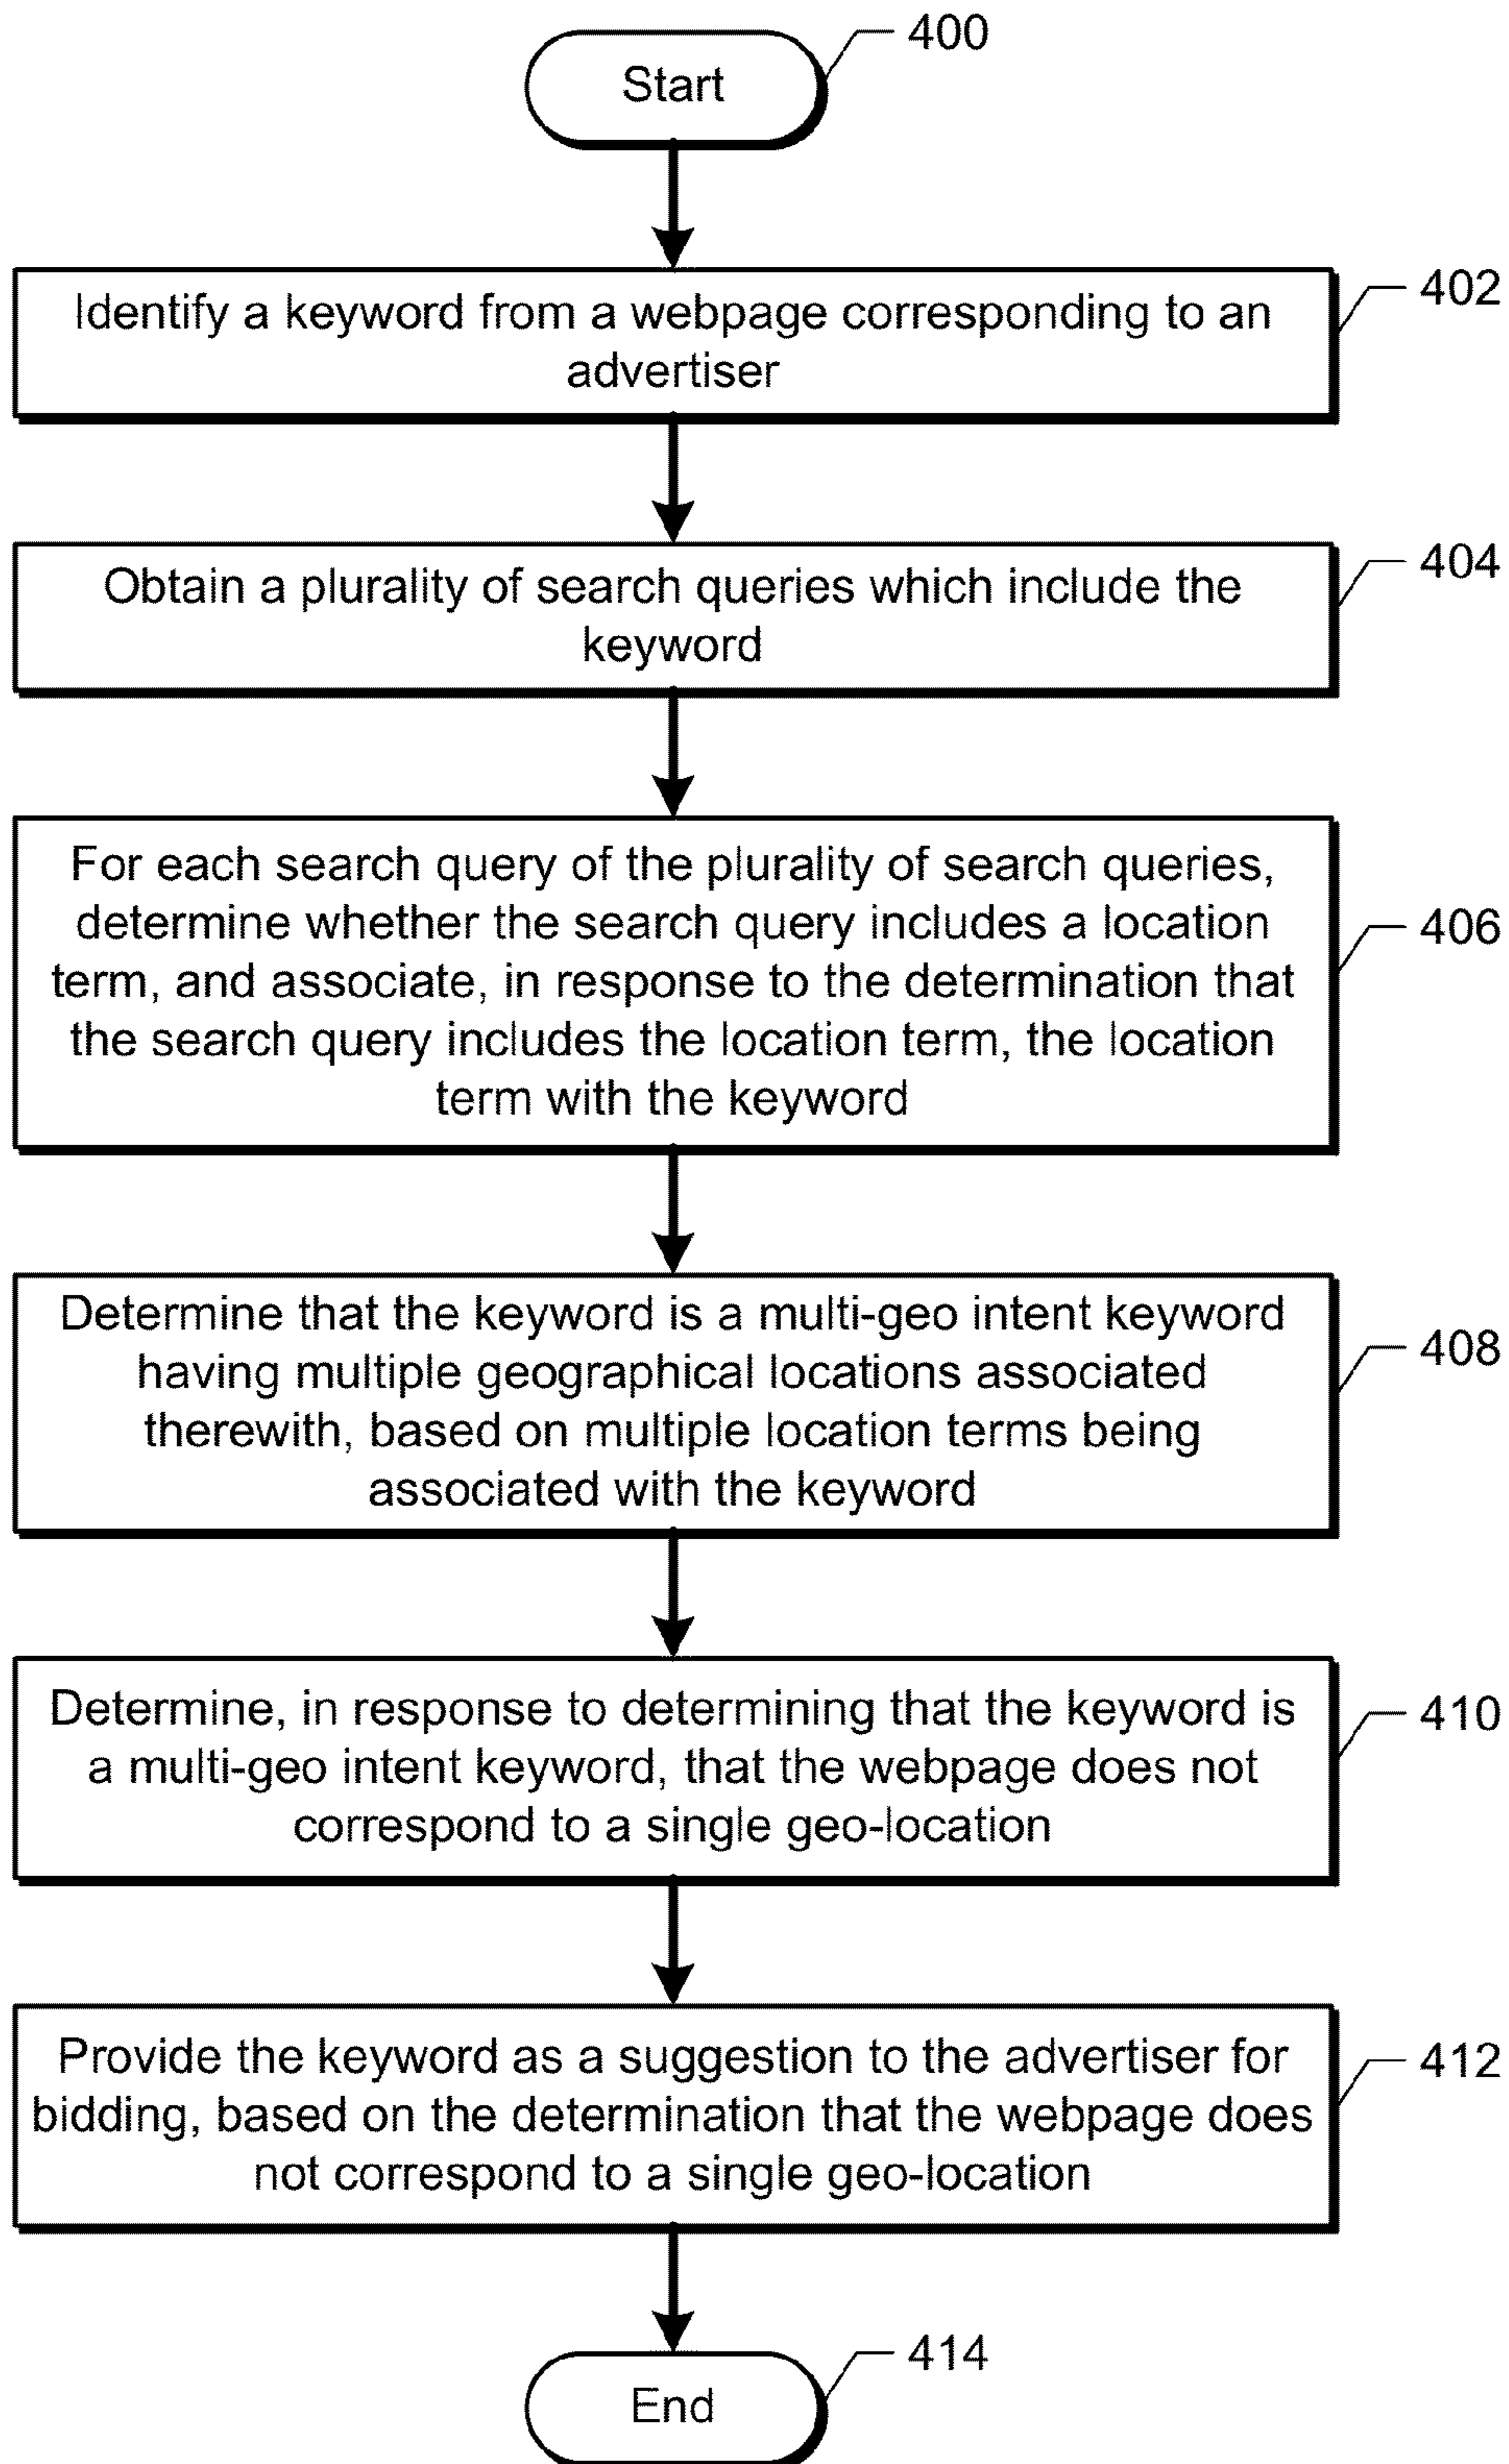 400
Start
402
Identify a keyword from a webpage corresponding to an
advertiser
404
Obtain a plurality of search queries which include the
keyword
406
For each search query of the plurality of search queries,
determine whether the search query includes a location
term, and associate, in response to the determination that
the search query includes the location term, the location
term with the keyword
408
Determine that the keyword is a multi-geo intent keyword
having multiple geographical locations associated
therewith, based on multiple location terms being
associated with the keyword
410
Determine, in response to determining that the keyword is
a multi-geo intent keyword, that the webpage does not
correspond to a single geo-location
412
Provide the keyword as a suggestion to the advertiser for
bidding, based on the determination that the webpage does
not correspond to a single geo-location
414
End